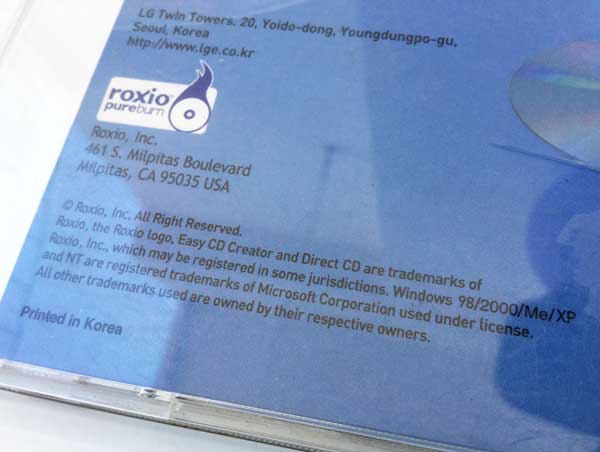 LG Twin Towers. 20, Yoido-dong, Youngdungpo-gu,
Seoul, Korea
http://www.lge.co.kr
roxio™
pureburn
Roxio, Inc.
461 S. Milpitas Boulevard
Milpitas, CA 95035 USA
© Roxio, Inc. All Right Reserved.
Roxio, the Roxio logo, Easy CD Creator and Direct CD are trademarks of
Roxio, Inc., which may be registered in some jurisdictions. Windows 98/2000/Me/XP
and NT are registered trademarks of Microsoft Corporation used under license.
All other trademarks used are owned by their respective owners.
Printed in Korea